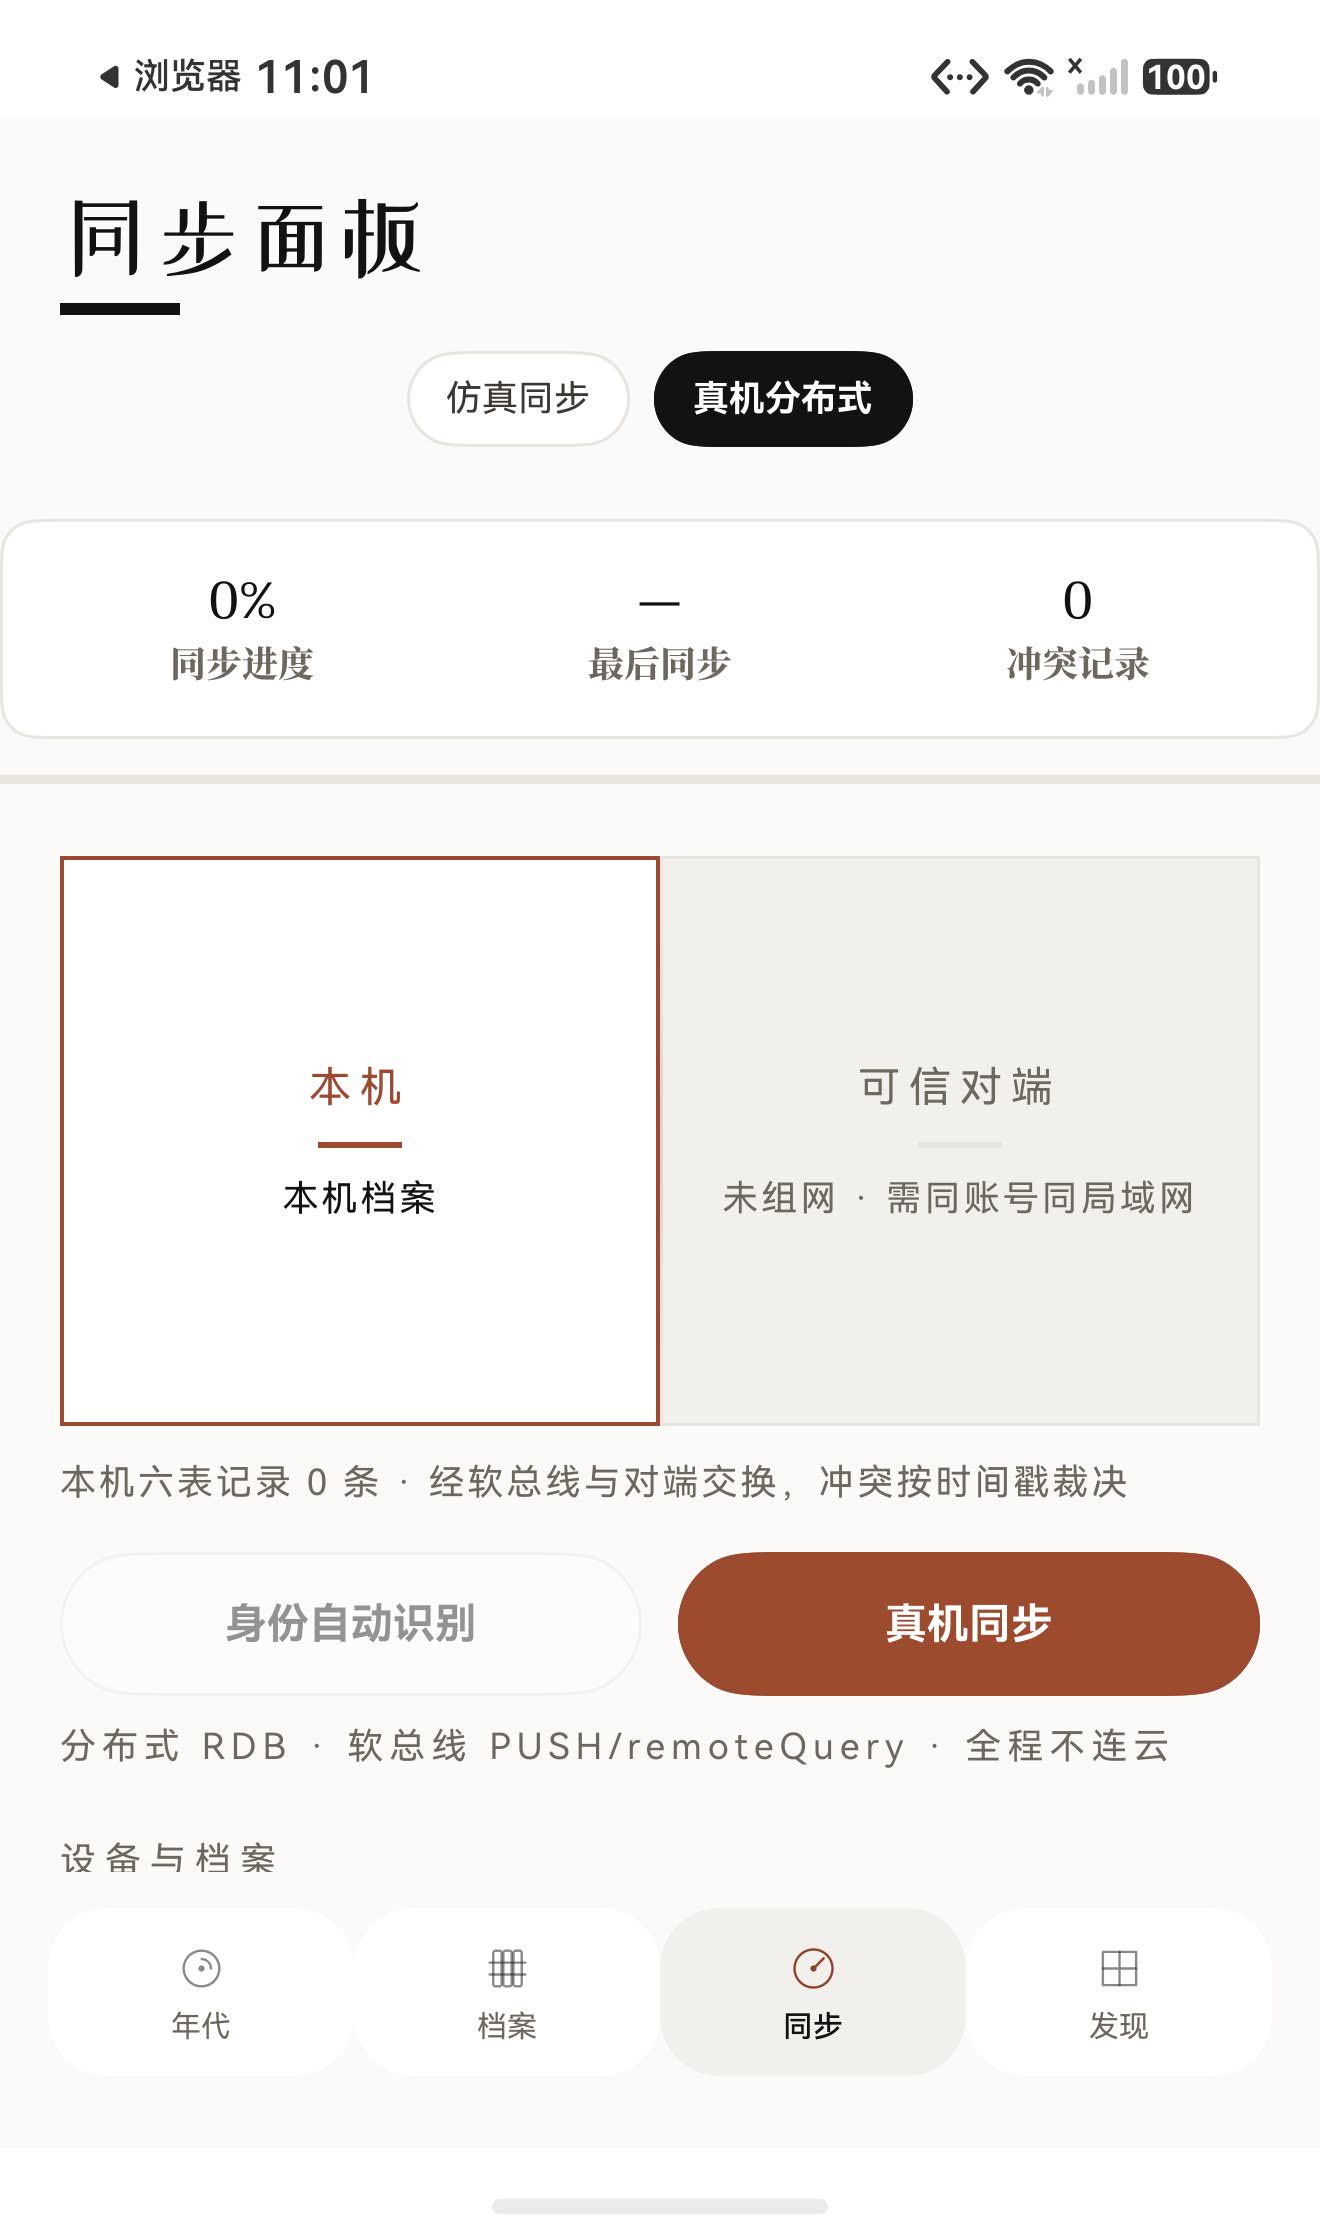 浏览器 11:01 100
同步面板
仿真同步 真机分布式
0% — 0
同步进度 最后同步 冲突记录
本机 可信对端
本机档案 未组网 · 需同账号同局域网
本机六表记录 0 条 · 经软总线与对端交换，冲突按时间戳裁决
身份自动识别 真机同步
分布式 RDB · 软总线 PUSH/remoteQuery · 全程不连云
设备与档案
年代 档案 同步 发现